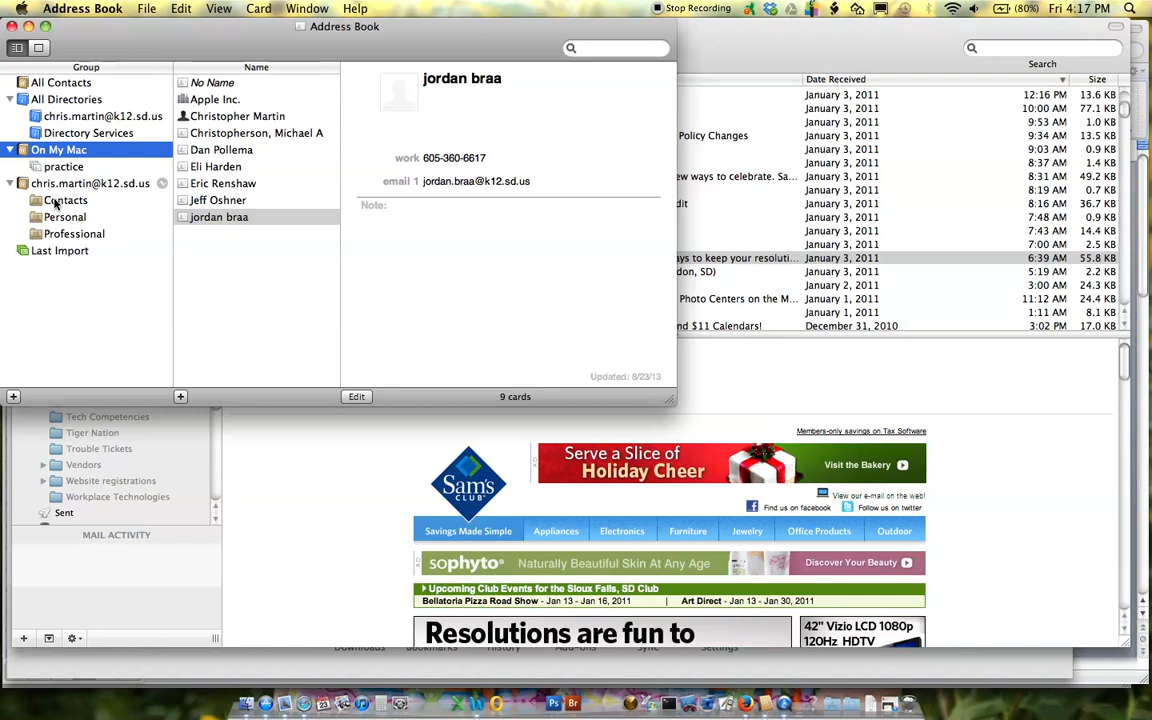 Address Book File Edit View Card Window Help Stop Recording (80%) Fri 4:17 PM
Address Book
Group Name
All Contacts
All Directories
chris.martin@k12.sd.us
Directory Services
On My Mac
practice
chris.martin@k12.sd.us
Contacts
Personal
Professional
Last Import
No Name
Apple Inc.
Christopher Martin
Christopherson, Michael A
Dan Pollema
Eli Harden
Eric Renshaw
Jeff Oshner
jordan braa
jordan braa
work 605-360-6617
email 1 jordan.braa@k12.sd.us
Note:
Updated: 6/23/13
Edit 9 cards
Search
Date Received Size
January 3, 2011 12:16 PM 13.6 KB
January 3, 2011 10:00 AM 77.1 KB
January 3, 2011 9:53 AM 1.0 KB
Policy Changes January 3, 2011 9:34 AM 13.5 KB
January 3, 2011 9:03 AM 8.1 KB
January 3, 2011 8:37 AM 1.2 KB
new ways to celebrate. January 3, 2011 8:31 AM 49.2 KB
January 3, 2011 8:16 AM 36.7 KB
January 3, 2011 7:48 AM 0.9 KB
January 3, 2011 7:43 AM 1.4 KB
January 3, 2011 7:00 AM 2.5 KB
ays to keep your resoluti... January 3, 2011 6:39 AM 55.8 KB
don, SD) January 3, 2011 5:19 AM 2.2 KB
January 2, 2011 3:00 AM 24.3 KB
Photo Centers on the M... January 1, 2011 11:12 AM 24.4 KB
January 1, 2011 1:11 AM 8.1 KB
nd $11 Calendars! December 31, 2010 3:02 PM 17.0 KB
Tech Competencies
Tiger Nation
Trouble Tickets
Vendors
Website registrations
Workplace Technologies
Sent
MAIL ACTIVITY
Members-only savings on Tax Software
Sam's
CLUB
AD
Serve a Slice of
Holiday Cheer
Visit the Bakery
View our e-mail on the web!
Find us on facebook Follow us on twitter
Savings Made Simple Appliances Electronics Furniture Jewelry Office Products Outdoor
AD
sophyto Naturally Beautiful Skin At Any Age Discover Your Beauty
Upcoming Club Events for the Sioux Falls, SD Club
Bellatoria Pizza Road Show - Jan 13 - Jan 16, 2011 | Art Direct - Jan 13 - Jan 30, 2011
Resolutions are fun to
42" Vizio LCD 1080p
120Hz HDTV
Downloads Bookmarks History Add-ons Sync Settings